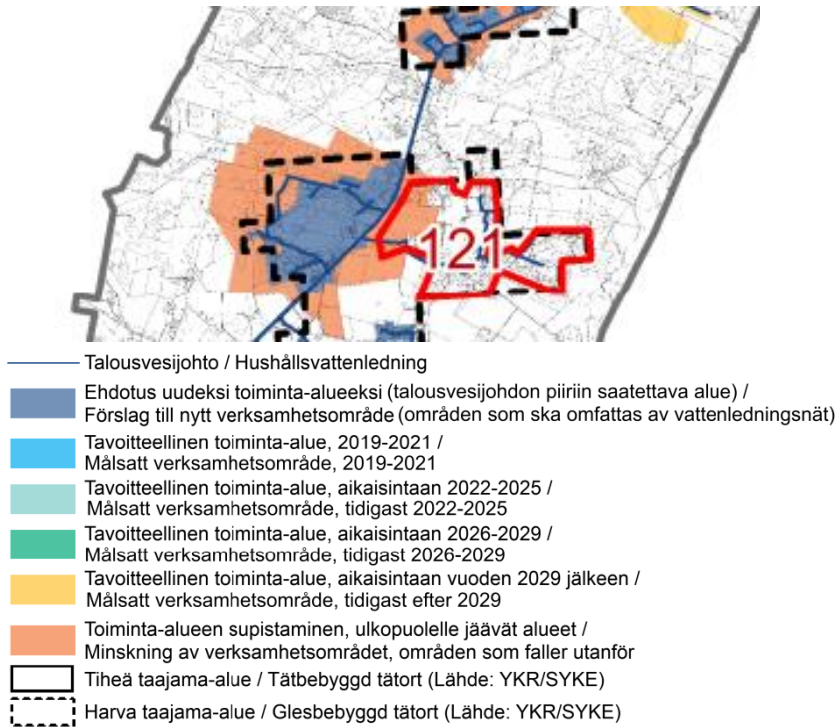 121
Talousvesijohto / Hushållsvattenledning
Ehdotus uudeksi toiminta-alueeksi (talousvesijohdon piiriin saatettava alue) /
Förslag till nytt verksamhetsområde (områden som ska omfattas av vattenledningsnät)
Tavoitteellinen toiminta-alue, 2019-2021 /
Målsatt verksamhetsområde, 2019-2021
Tavoitteellinen toiminta-alue, aikaisintaan 2022-2025 /
Målsatt verksamhetsområde, tidigast 2022-2025
Tavoitteellinen toiminta-alue, aikaisintaan 2026-2029 /
Målsatt verksamhetsområde, tidigast 2026-2029
Tavoitteellinen toiminta-alue, aikaisintaan vuoden 2029 jälkeen /
Målsatt verksamhetsområde, tidigast efter 2029
Toiminta-alueen supistaminen, ulkopuolelle jäävät alueet /
Minskning av verksamhetsområdet, områden som faller utanför
Tiheä taajama-alue / Tätbebyggd tätort (Lähde: YKR/SYKE)
Harva taajama-alue / Glesbebyggd tätort (Lähde: YKR/SYKE)